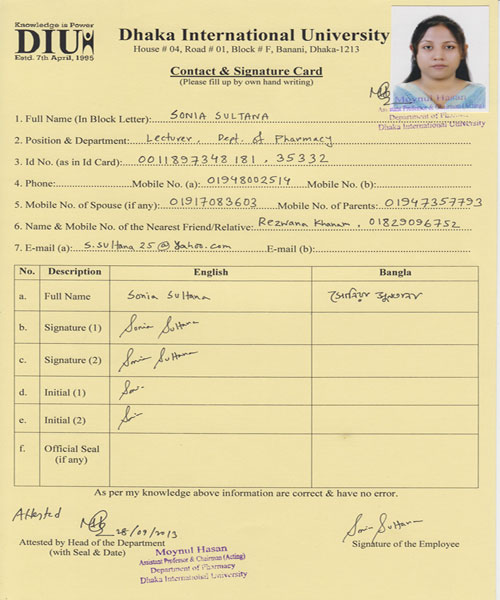 Knowledge is Power
DIU
Estd. 7th April, 1995
Dhaka International University
House # 04, Road # 01, Block # F, Banani, Dhaka-1213
Contact & Signature Card
(Please fill up by own hand writing)
Moynul Hasan
Assistant Professor & Chairman (Acting)
Department of Pharmacy
Dhaka International University
1. Full Name (In Block Letter): SONIA SULTANA
2. Position & Department: Lecturer, Dept. of Pharmacy
3. Id No. (as in Id Card): 0011897348181, 35332
4. Phone: Mobile No. (a): 01948002514 Mobile No. (b):
5. Mobile No. of Spouse (if any): 01917083603 Mobile No. of Parents: 01947357793
6. Name & Mobile No. of the Nearest Friend/Relative: Rezwana Khanam, 01829096752
7. E-mail (a): s.sultana25@yahoo.com E-mail (b):
No. Description English Bangla
a. Full Name Sonia Sultana সোনিয়া সুলতানা
b. Signature (1) Sonia Sultana
c. Signature (2) Sonia Sultana
d. Initial (1)
e. Initial (2)
f. Official Seal
(if any)
As per my knowledge above information are correct & have no error.
Attested
28/09/2013
Sonia Sultana
Attested by Head of the Department
(with Seal & Date)
Signature of the Employee
Moynul Hasan
Assistant Professor & Chairman (Acting)
Department of Pharmacy
Dhaka International University